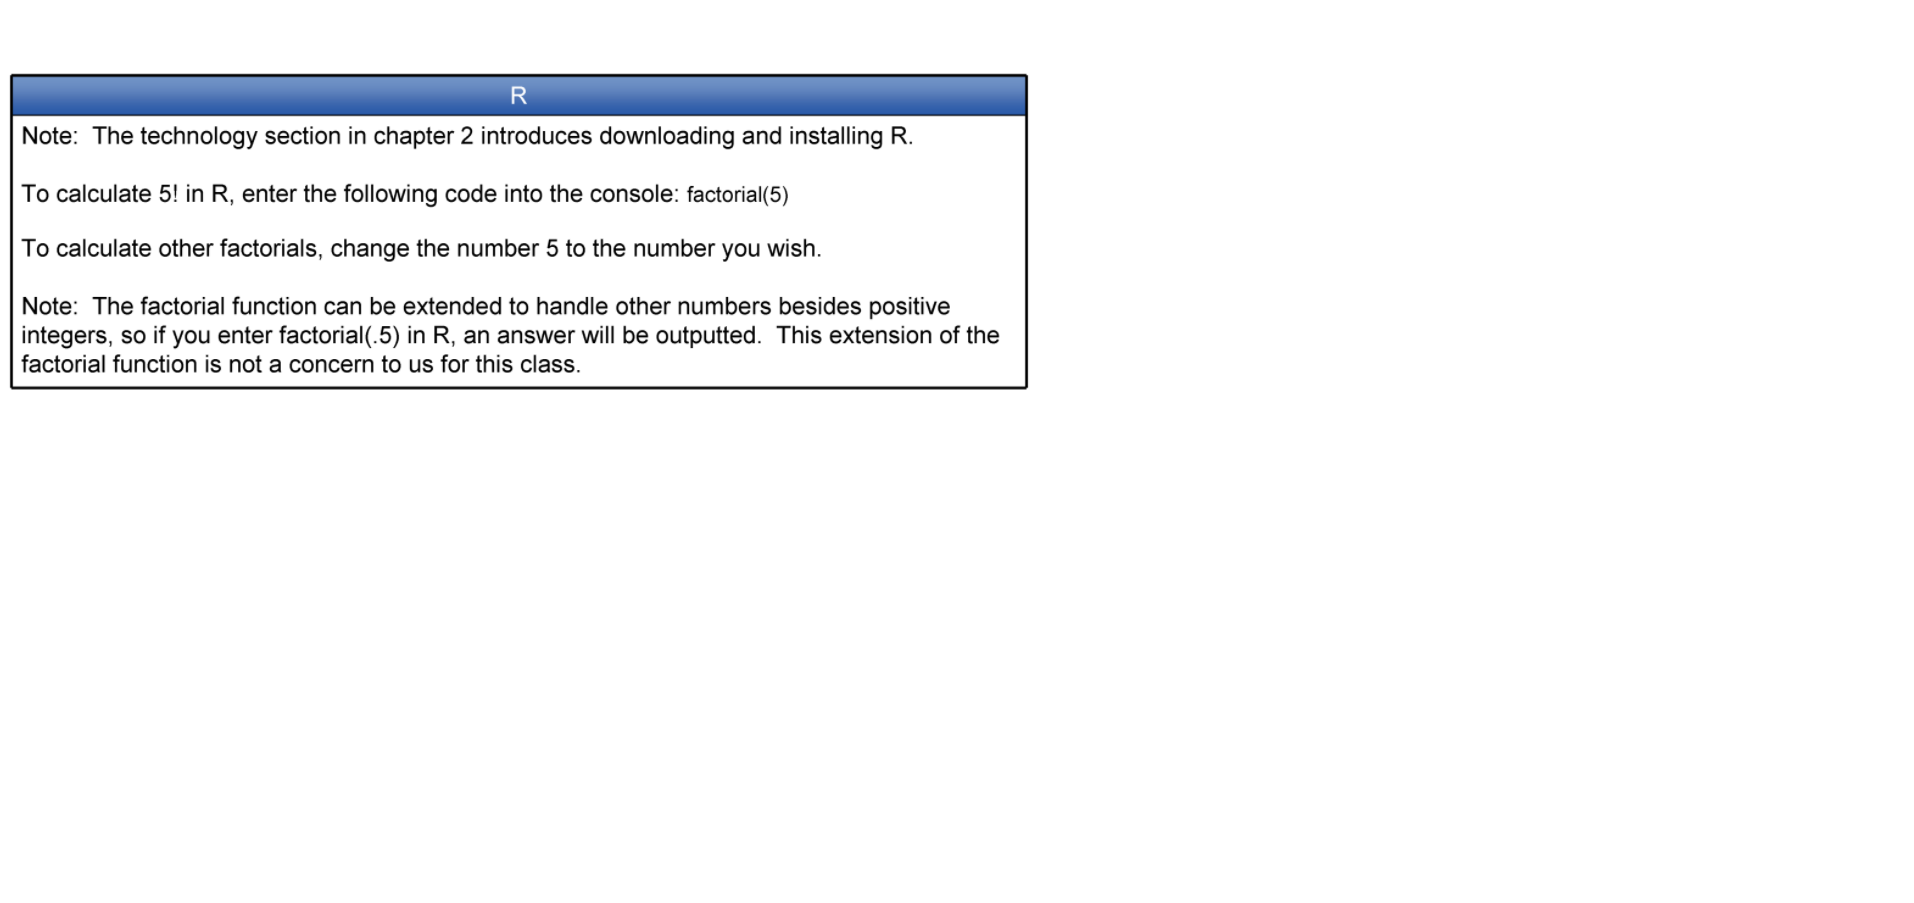 R
Note:  The technology section in chapter 2 introduces downloading and installing R.
To calculate 5! in R, enter the following code into the console: factorial(5)
To calculate other factorials, change the number 5 to the number you wish.
Note:  The factorial function can be extended to handle other numbers besides positive
integers, so if you enter factorial(.5) in R, an answer will be outputted.  This extension of the
factorial function is not a concern to us for this class.